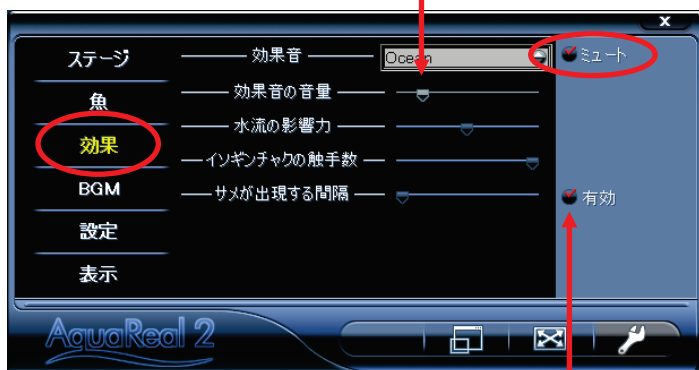 x
ステージ
効果音
Ocean
ミュート
魚
効果音の音量
効果
水流の影響力
イソギンチャクの触手数
BGM
サメが出現する間隔
有効
設定
表示
AquaReal 2